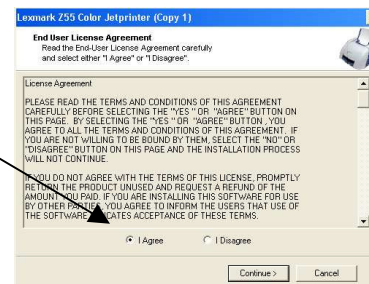 Lexmark Z55 Color Jetprinter (Copy 1)
End User License Agreement
Read the End-User License Agreement carefully
and select either "I Agree" or "I Disagree".
License Agreement
PLEASE READ THE TERMS AND CONDITIONS OF THIS AGREEMENT
CAREFULLY BEFORE SELECTING THE "YES " OR "AGREE" BUTTON ON
THIS PAGE. BY SELECTING THE "YES " OR "AGREE" BUTTON , YOU
AGREE TO ALL THE TERMS AND CONDITIONS OF THIS AGREEMENT. IF
YOU ARE NOT WILLING TO BE BOUND BY THEM, SELECT THE "NO" OR
"DISAGREE" BUTTON ON THIS PAGE AND THE INSTALLATION PROCESS
WILL NOT CONTINUE.
IF YOU DO NOT AGREE WITH THE TERMS OF THIS LICENSE, PROMPTLY
RETURN THE PRODUCT UNUSED AND REQUEST A REFUND OF THE
AMOUNT YOU PAID. IF YOU ARE INSTALLING THIS SOFTWARE FOR USE
BY OTHER PARTIES, YOU AGREE TO INFORM THE USERS THAT USE OF
THE SOFTWARE INDICATES ACCEPTANCE OF THESE TERMS.
I Agree I Disagree
Continue > Cancel